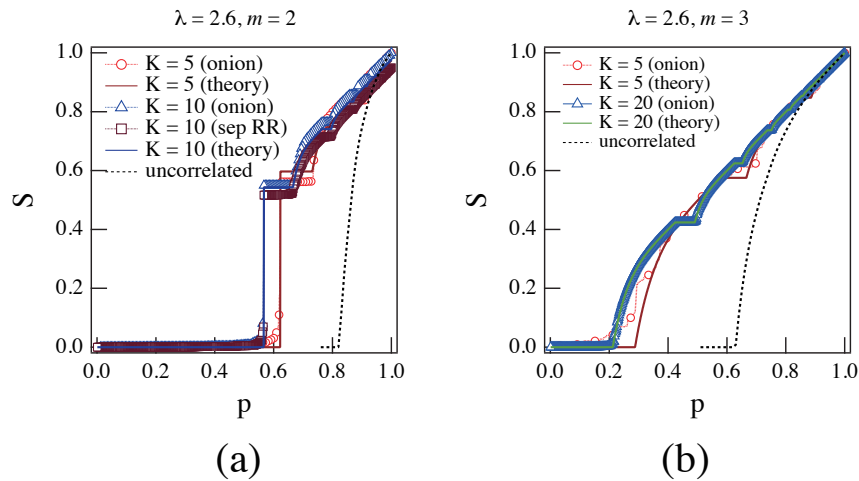 λ = 2.6, m = 2
1.0
0.8
0.6
0.4
0.2
0.0
S
K = 5 (onion)
K = 5 (theory)
K = 10 (onion)
K = 10 (sep RR)
K = 10 (theory)
uncorrelated
0.0 0.2 0.4 0.6 0.8 1.0
p
(a)
λ = 2.6, m = 3
1.0
0.8
0.6
0.4
0.2
0.0
S
K = 5 (onion)
K = 5 (theory)
K = 20 (onion)
K = 20 (theory)
uncorrelated
0.0 0.2 0.4 0.6 0.8 1.0
p
(b)